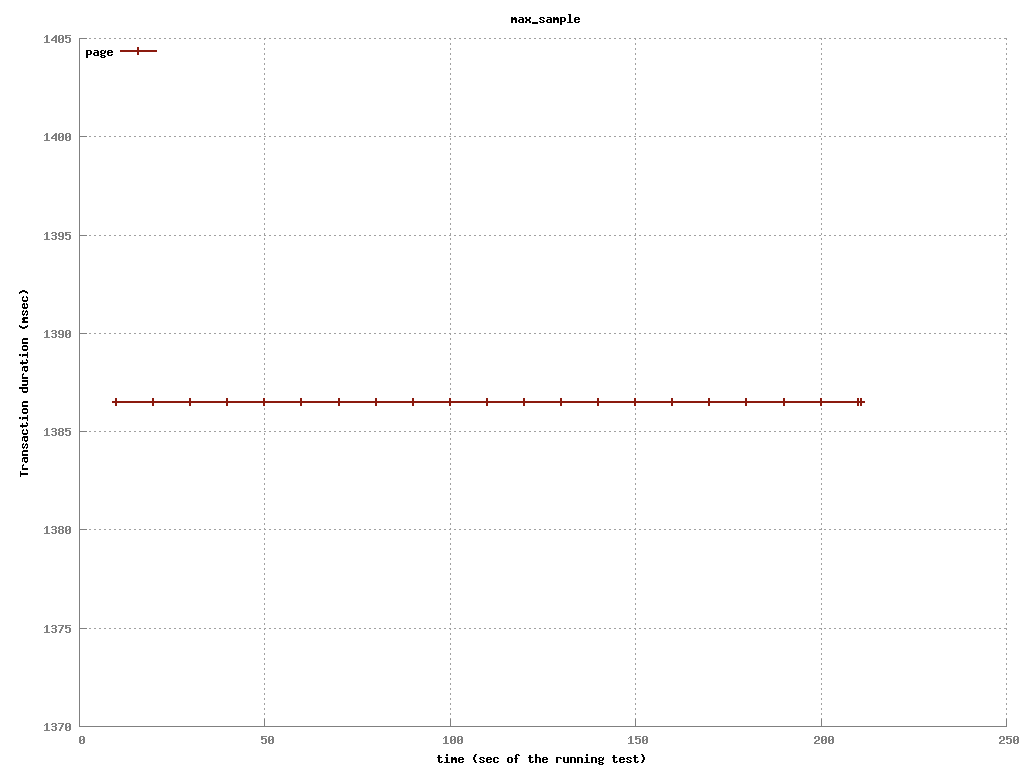 max_sample
1405
page
1400
1395
1390
1385
1380
1375
1370
Transaction duration (msec)
0 50 100 150 200 250
time (sec of the running test)